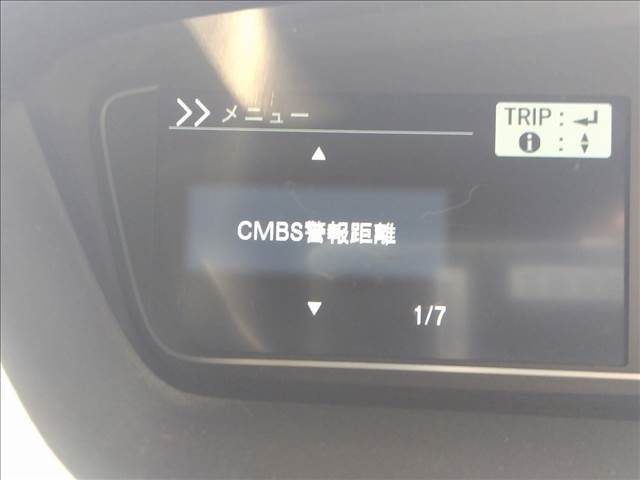 >> メニュー
TRIP : ↵
i : ▲▼
▲
CMBS警報距離
▼
1/7